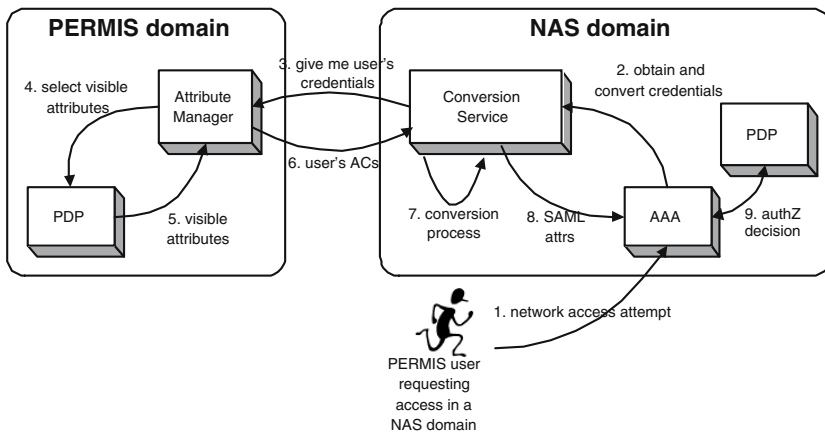 PERMIS domain
NAS domain
4. select visible
attributes
Attribute
Manager
3. give me user's
credentials
Conversion
Service
2. obtain and
convert credentials
PDP
6. user's ACs
PDP
5. visible
attributes
7. conversion
process
8. SAML
attrs
AAA
9. authZ
decision
1. network access attempt
PERMIS user
requesting
access in a
NAS domain